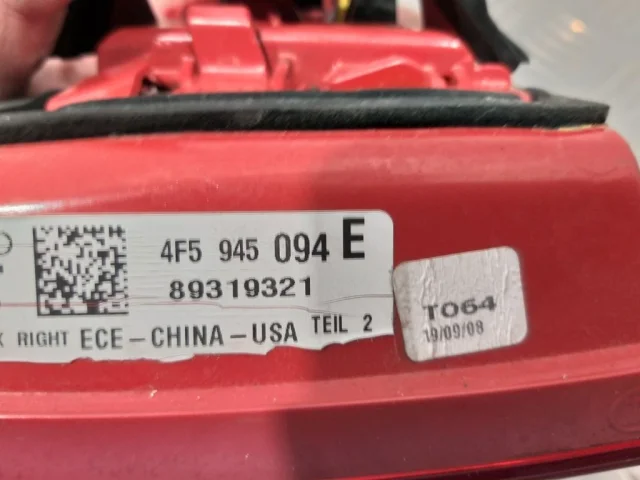 4F5 945 094 E
89319321
RIGHT ECE-CHINA-USA TEIL 2
T064
19/09/08